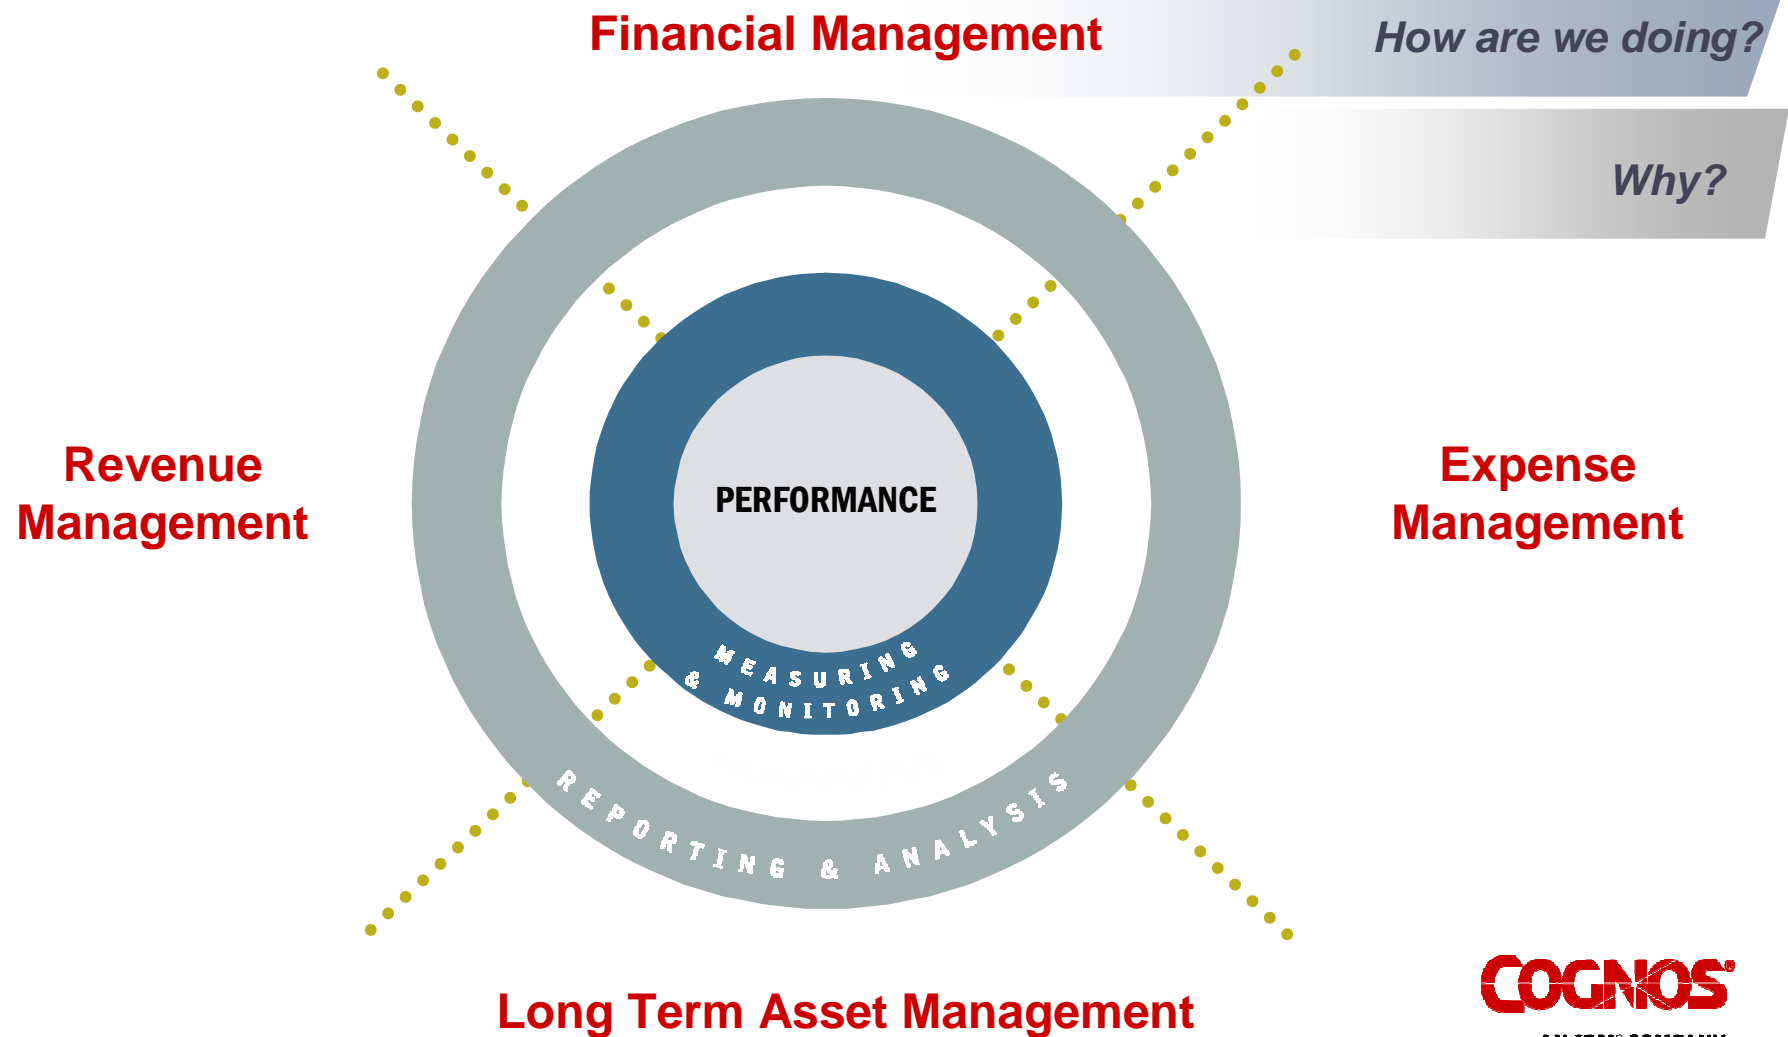 Financial Management
How are we doing?
Why?
Revenue
Management
Expense
Management
PERFORMANCE
MEASURING
& MONITORING
REPORTING & ANALYSIS
Long Term Asset Management
COGNOS®